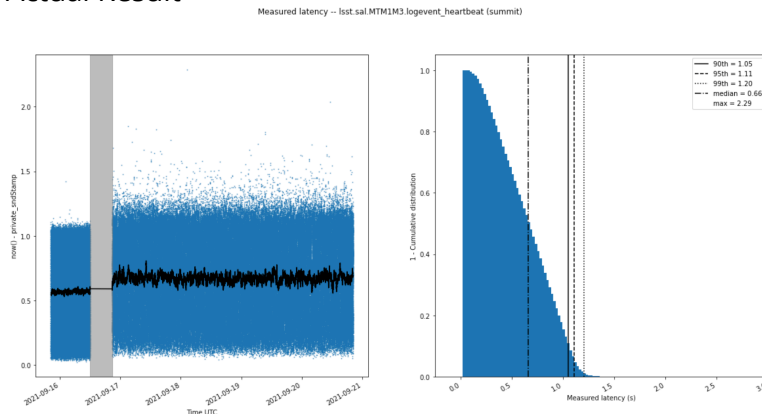 Measured latency -- lsst.sal.MTM1M3.logevent_heartbeat (summit)
now() - private_sndStamp
2.0
1.5
1.0
0.5
0.0
2021-09-16
2021-09-17
2021-09-18
2021-09-19
2021-09-20
2021-09-21
Time UTC
1 - Cumulative distribution
1.0
0.8
0.6
0.4
0.2
0.0
90th = 1.05
95th = 1.11
99th = 1.20
median = 0.66
max = 2.29
0.0
0.5
1.0
1.5
2.0
2.5
Measured latency (s)